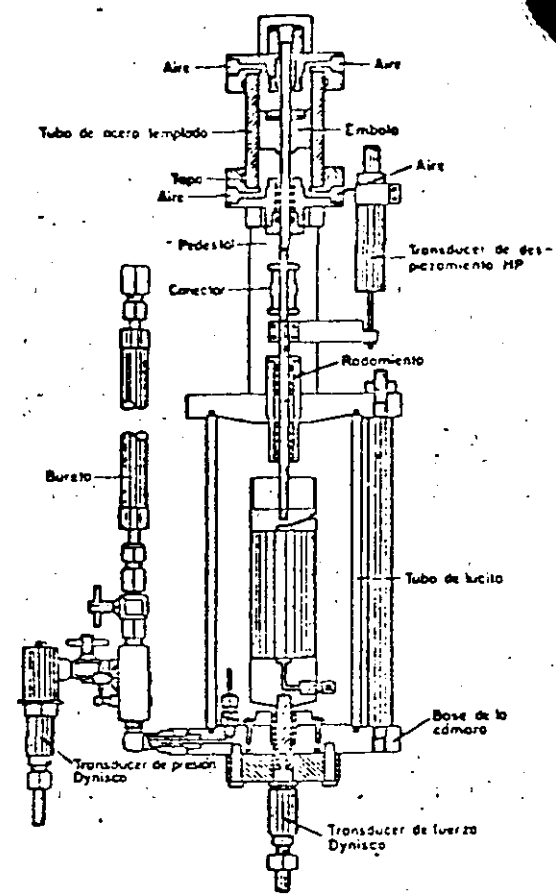 Aire
Aire
Tubo de acero templado
Embolo
Tapa
Aire
Aire
Pedestal
Transducer de des-
plazamiento HP
Conector
Rodamiento
Bureta
Tubo de lucita
Base de la
cámara
Transducer de presión
Dynisco
Transducer de fuerza
Dynisco